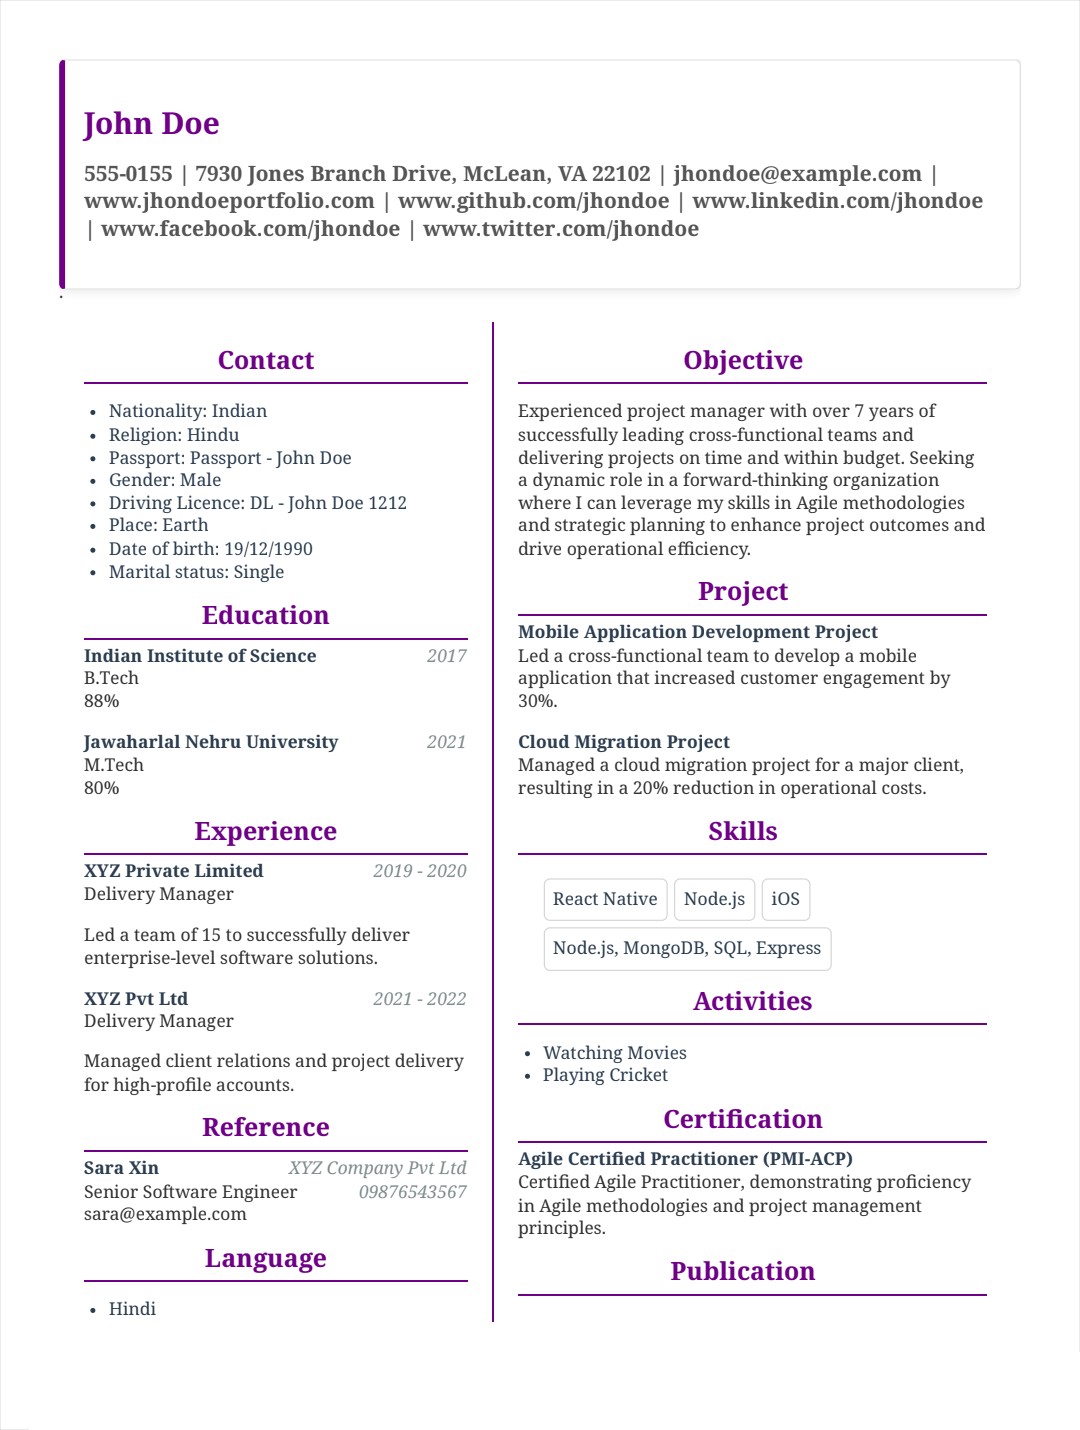 John Doe
555-0155 | 7930 Jones Branch Drive, McLean, VA 22102 | jhondoe@example.com |
www.jhondoeportfolio.com | www.github.com/jhondoe | www.linkedin.com/jhondoe
| www.facebook.com/jhondoe | www.twitter.com/jhondoe
.
Contact
• Nationality: Indian
• Religion: Hindu
• Passport: Passport - John Doe
• Gender: Male
• Driving Licence: DL - John Doe 1212
• Place: Earth
• Date of birth: 19/12/1990
• Marital status: Single
Education
Indian Institute of Science 2017
B.Tech
88%
Jawaharlal Nehru University 2021
M.Tech
80%
Experience
XYZ Private Limited 2019 - 2020
Delivery Manager
Led a team of 15 to successfully deliver
enterprise-level software solutions.
XYZ Pvt Ltd 2021 - 2022
Delivery Manager
Managed client relations and project delivery
for high-profile accounts.
Reference
Sara Xin XYZ Company Pvt Ltd
Senior Software Engineer 09876543567
sara@example.com
Language
• Hindi
Objective
Experienced project manager with over 7 years of
successfully leading cross-functional teams and
delivering projects on time and within budget. Seeking
a dynamic role in a forward-thinking organization
where I can leverage my skills in Agile methodologies
and strategic planning to enhance project outcomes and
drive operational efficiency.
Project
Mobile Application Development Project
Led a cross-functional team to develop a mobile
application that increased customer engagement by
30%.
Cloud Migration Project
Managed a cloud migration project for a major client,
resulting in a 20% reduction in operational costs.
Skills
React Native Node.js iOS
Node.js, MongoDB, SQL, Express
Activities
• Watching Movies
• Playing Cricket
Certification
Agile Certified Practitioner (PMI-ACP)
Certified Agile Practitioner, demonstrating proficiency
in Agile methodologies and project management
principles.
Publication